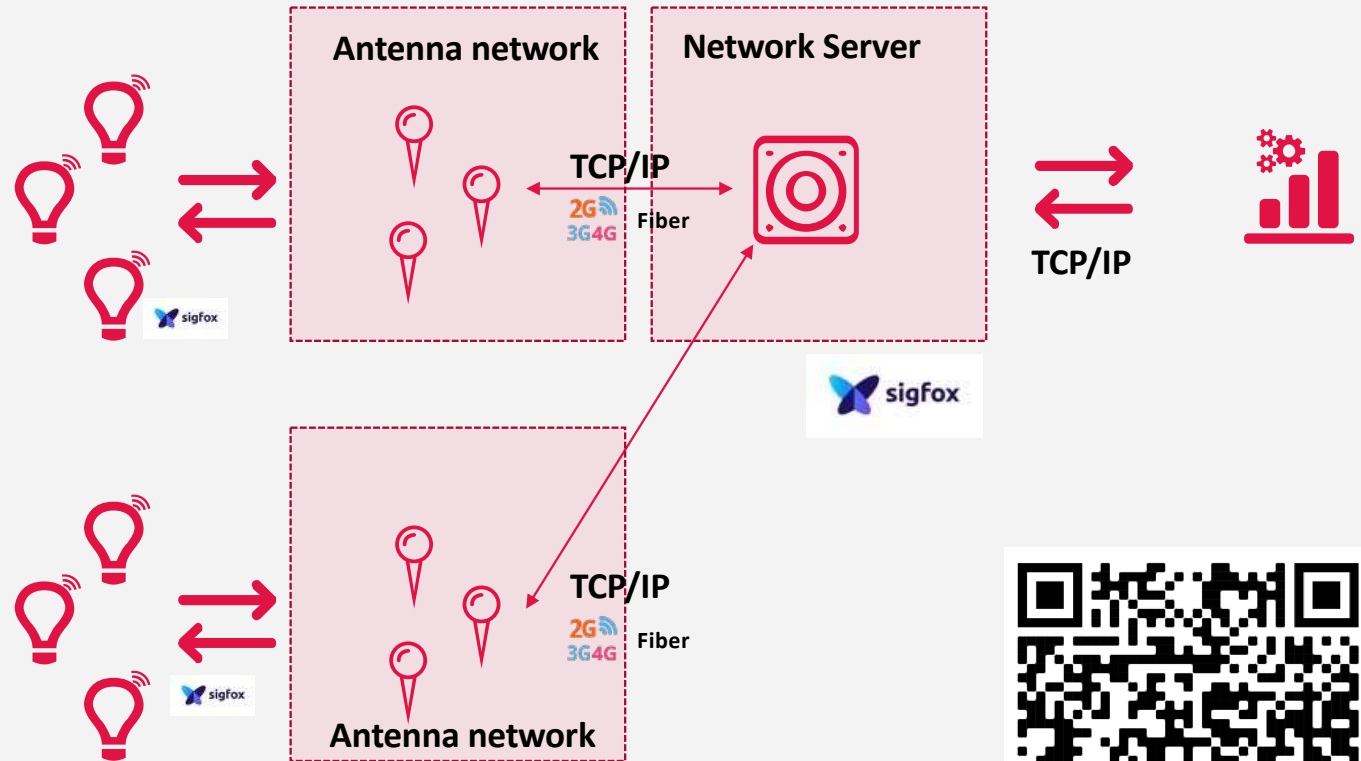 Antenna network
Network Server
TCP/IP
2G
3G4G
Fiber
TCP/IP
sigfox
sigfox
TCP/IP
2G
3G4G
Fiber
sigfox
Antenna network